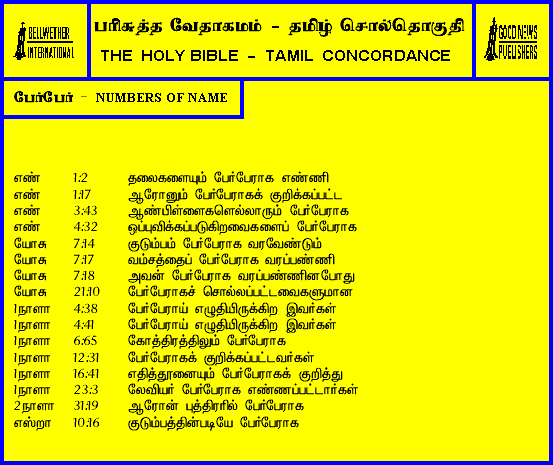 BELLWETHER
INTERNATIONAL
பரிசுத்த வேதாகமம் - தமிழ் சொல்தொகுதி
THE HOLY BIBLE - TAMIL CONCORDANCE
GOOD NEWS
PUBLISHERS
பேர்பேர் - NUMBERS OF NAME
எண் 1:2 தலைகளையும் பேர்பேராக எண்ணி
எண் 1:17 ஆரோனும் பேர்பேராகக் குறிக்கப்பட்ட
எண் 3:43 ஆண்பிள்ளைகளெல்லாரும் பேர்பேராக
எண் 4:32 ஒப்புவிக்கப்படுகிறவைகளைப் பேர்பேராக
யோசு 7:14 குடும்பம் பேர்பேராக வரவேண்டும்
யோசு 7:17 வம்சத்தைப் பேர்பேராக வரப்பண்ணி
யோசு 7:18 அவன் பேர்பேராக வரப்பண்ணினபோது
யோசு 21:10 பேர்பேராகச் சொல்லப்பட்டவைகளுமான
1நாளா 4:38 பேர்பேராய் எழுதியிருக்கிற இவர்கள்
1நாளா 4:41 பேர்பேராய் எழுதியிருக்கிற இவர்கள்
1நாளா 6:65 கோத்திரத்திலும் பேர்பேராக
1நாளா 12:31 பேர்பேராகக் குறிக்கப்பட்டவர்கள்
1நாளா 16:41 எதித்தூனையும் பேர்பேராகக் குறித்து
1நாளா 23:3 லேவியர் பேர்பேராக எண்ணப்பட்டார்கள்
2நாளா 31:19 ஆரோன் புத்திரரில் பேர்பேராக
எஸ்றா 10:16 குடும்பத்தின்படியே பேர்பேராக